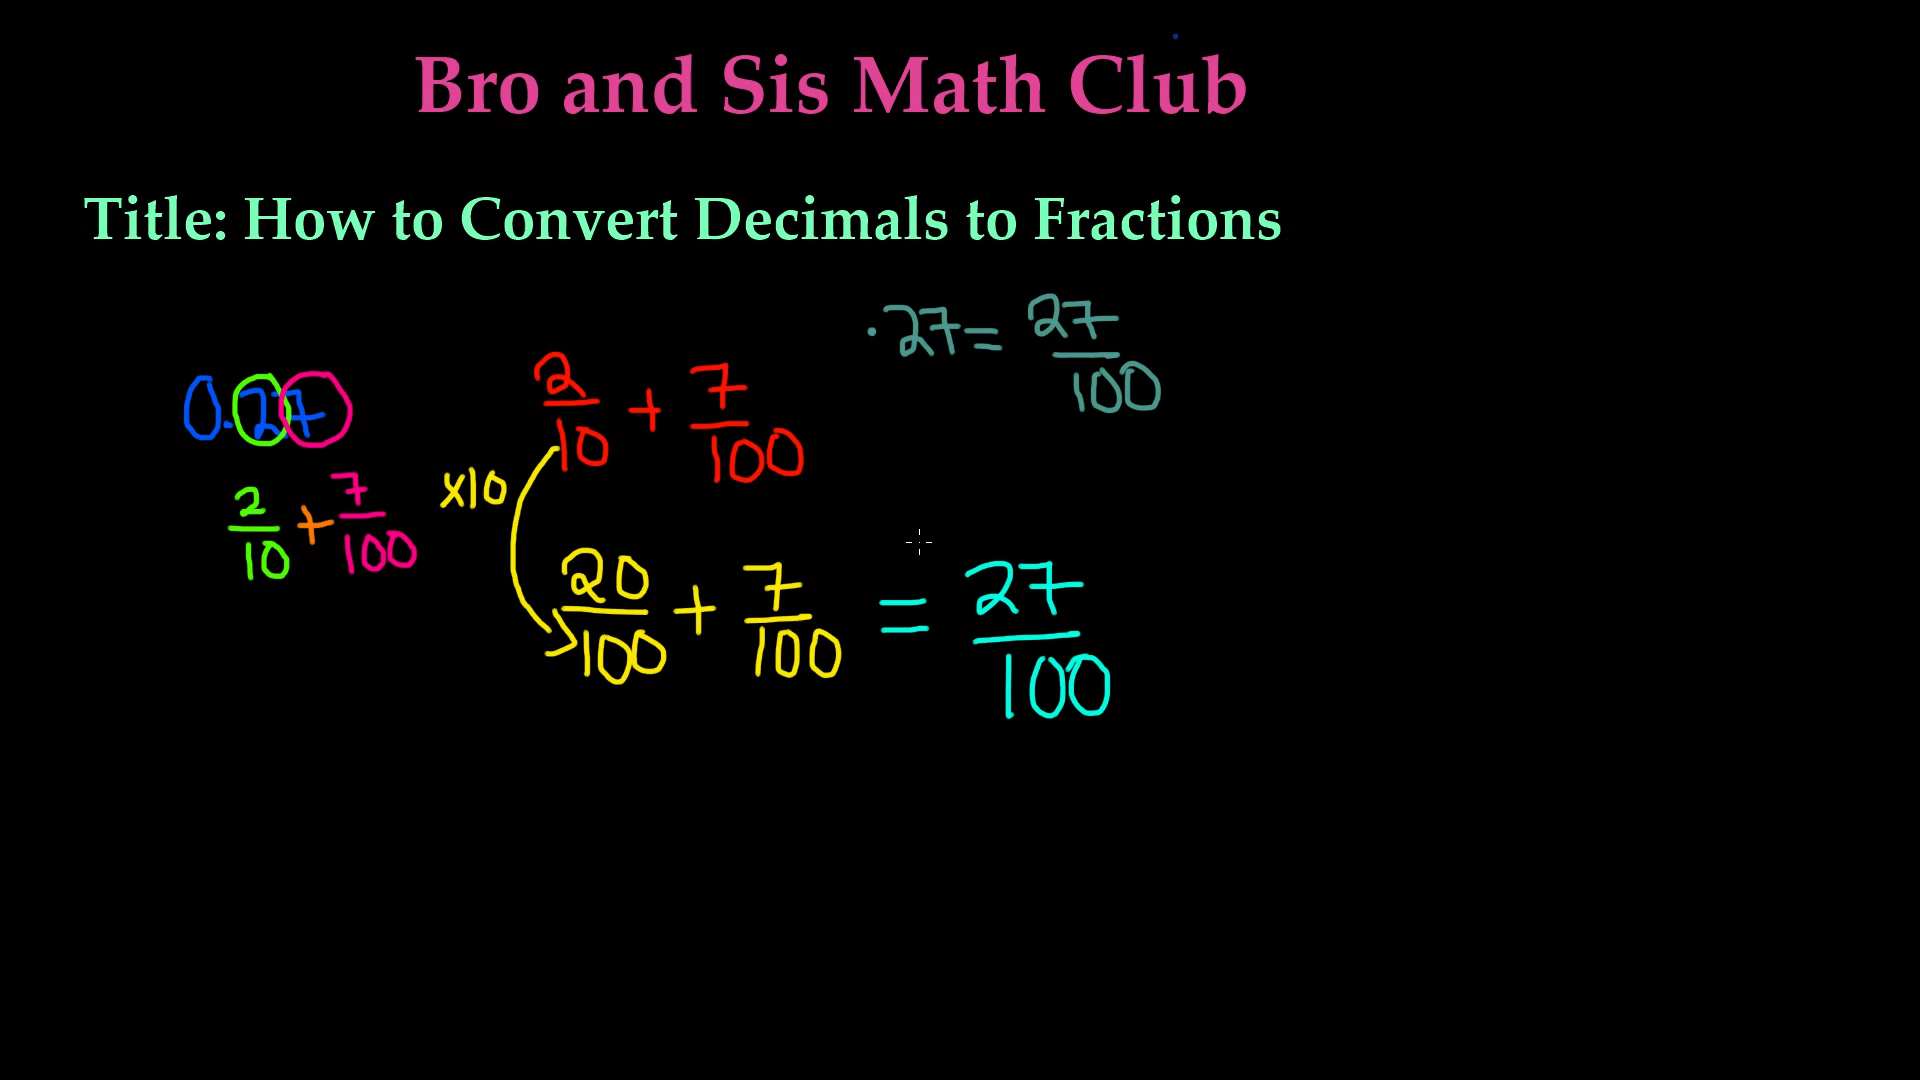 Bro and Sis Math Club
Title: How to Convert Decimals to Fractions
.27 = 27/100
0.27
2/10 + 7/100
2/10 + 7/100
x10
20/100 + 7/100 = 27/100